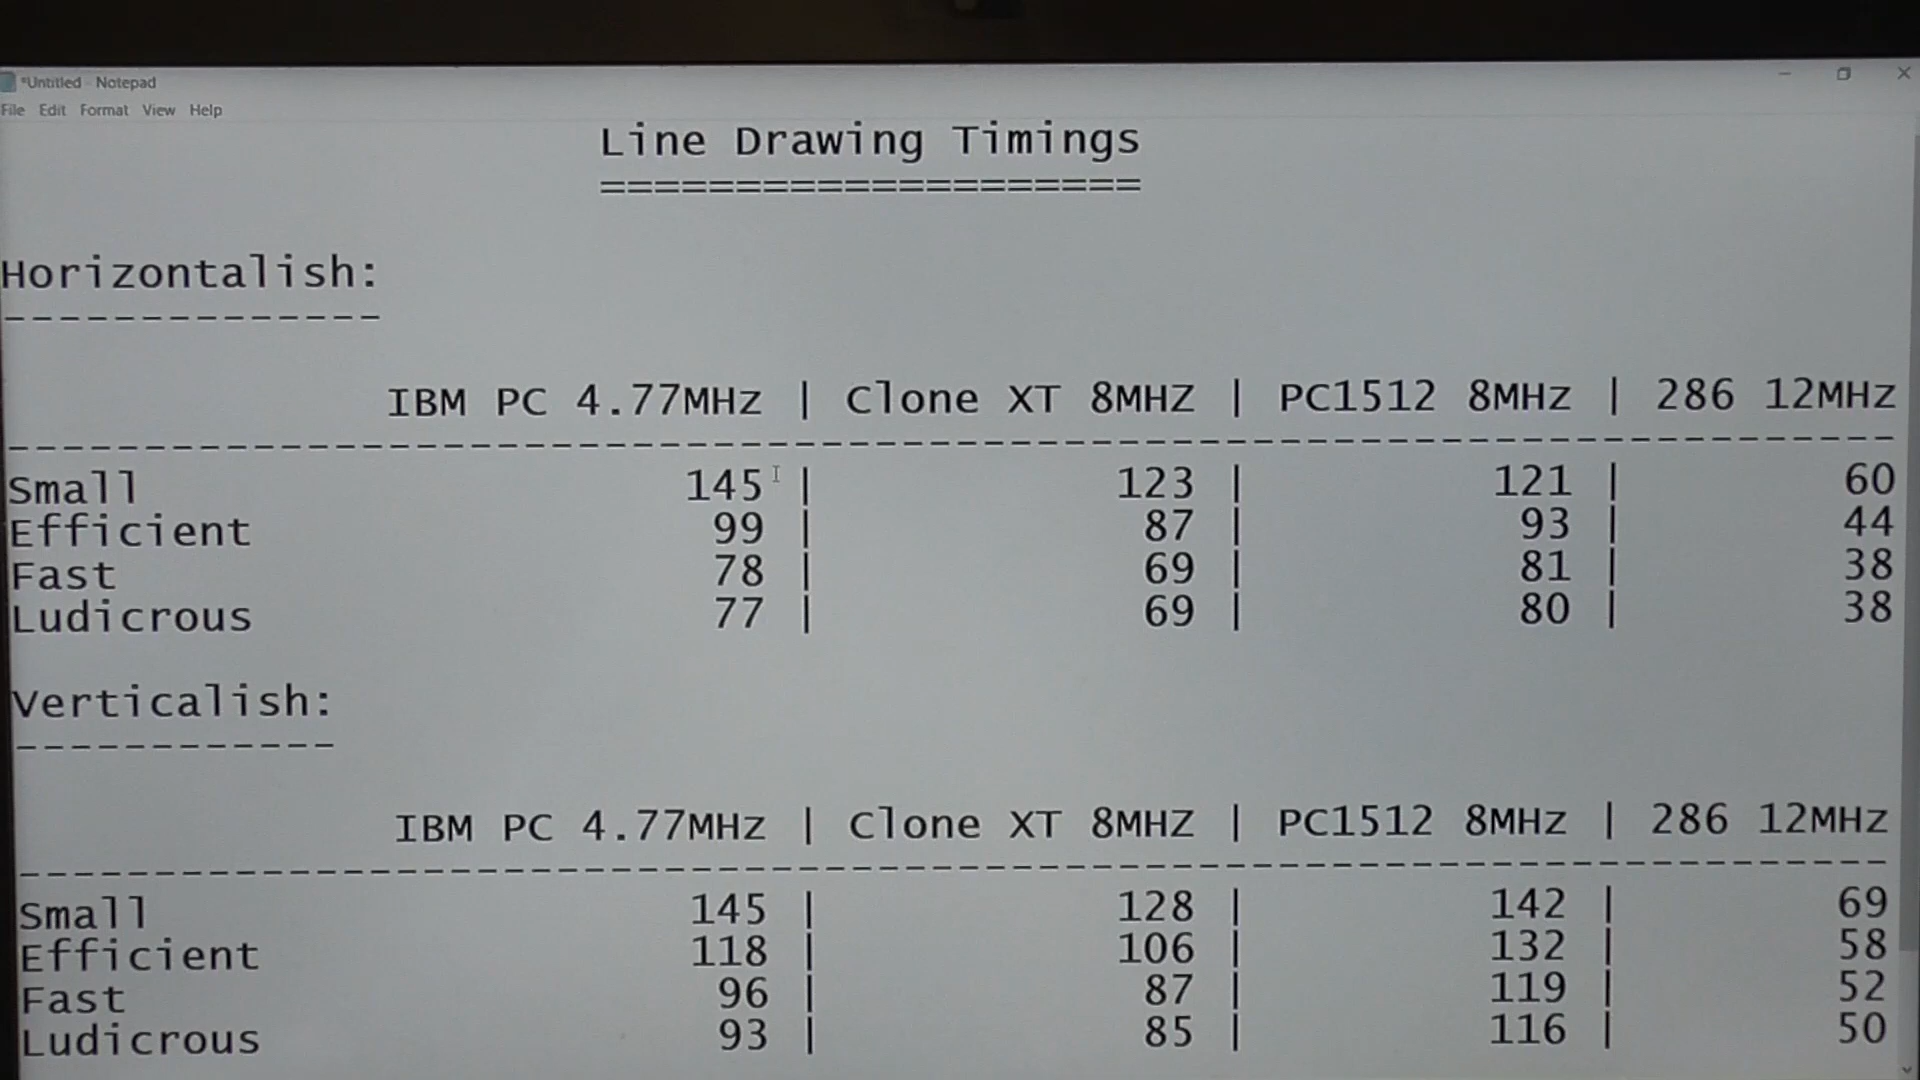 *Untitled - Notepad
File Edit Format View Help
Line Drawing Timings
====================
Horizontalish:
--------------
IBM PC 4.77MHz | Clone XT 8MHZ | PC1512 8MHz | 286 12MHz
----------------------------------------------------------------------
Small 145 | 123 | 121 | 60
Efficient 99 | 87 | 93 | 44
Fast 78 | 69 | 81 | 38
Ludicrous 77 | 69 | 80 | 38
Verticalish:
------------
IBM PC 4.77MHz | Clone XT 8MHZ | PC1512 8MHz | 286 12MHz
----------------------------------------------------------------------
Small 145 | 128 | 142 | 69
Efficient 118 | 106 | 132 | 58
Fast 96 | 87 | 119 | 52
Ludicrous 93 | 85 | 116 | 50